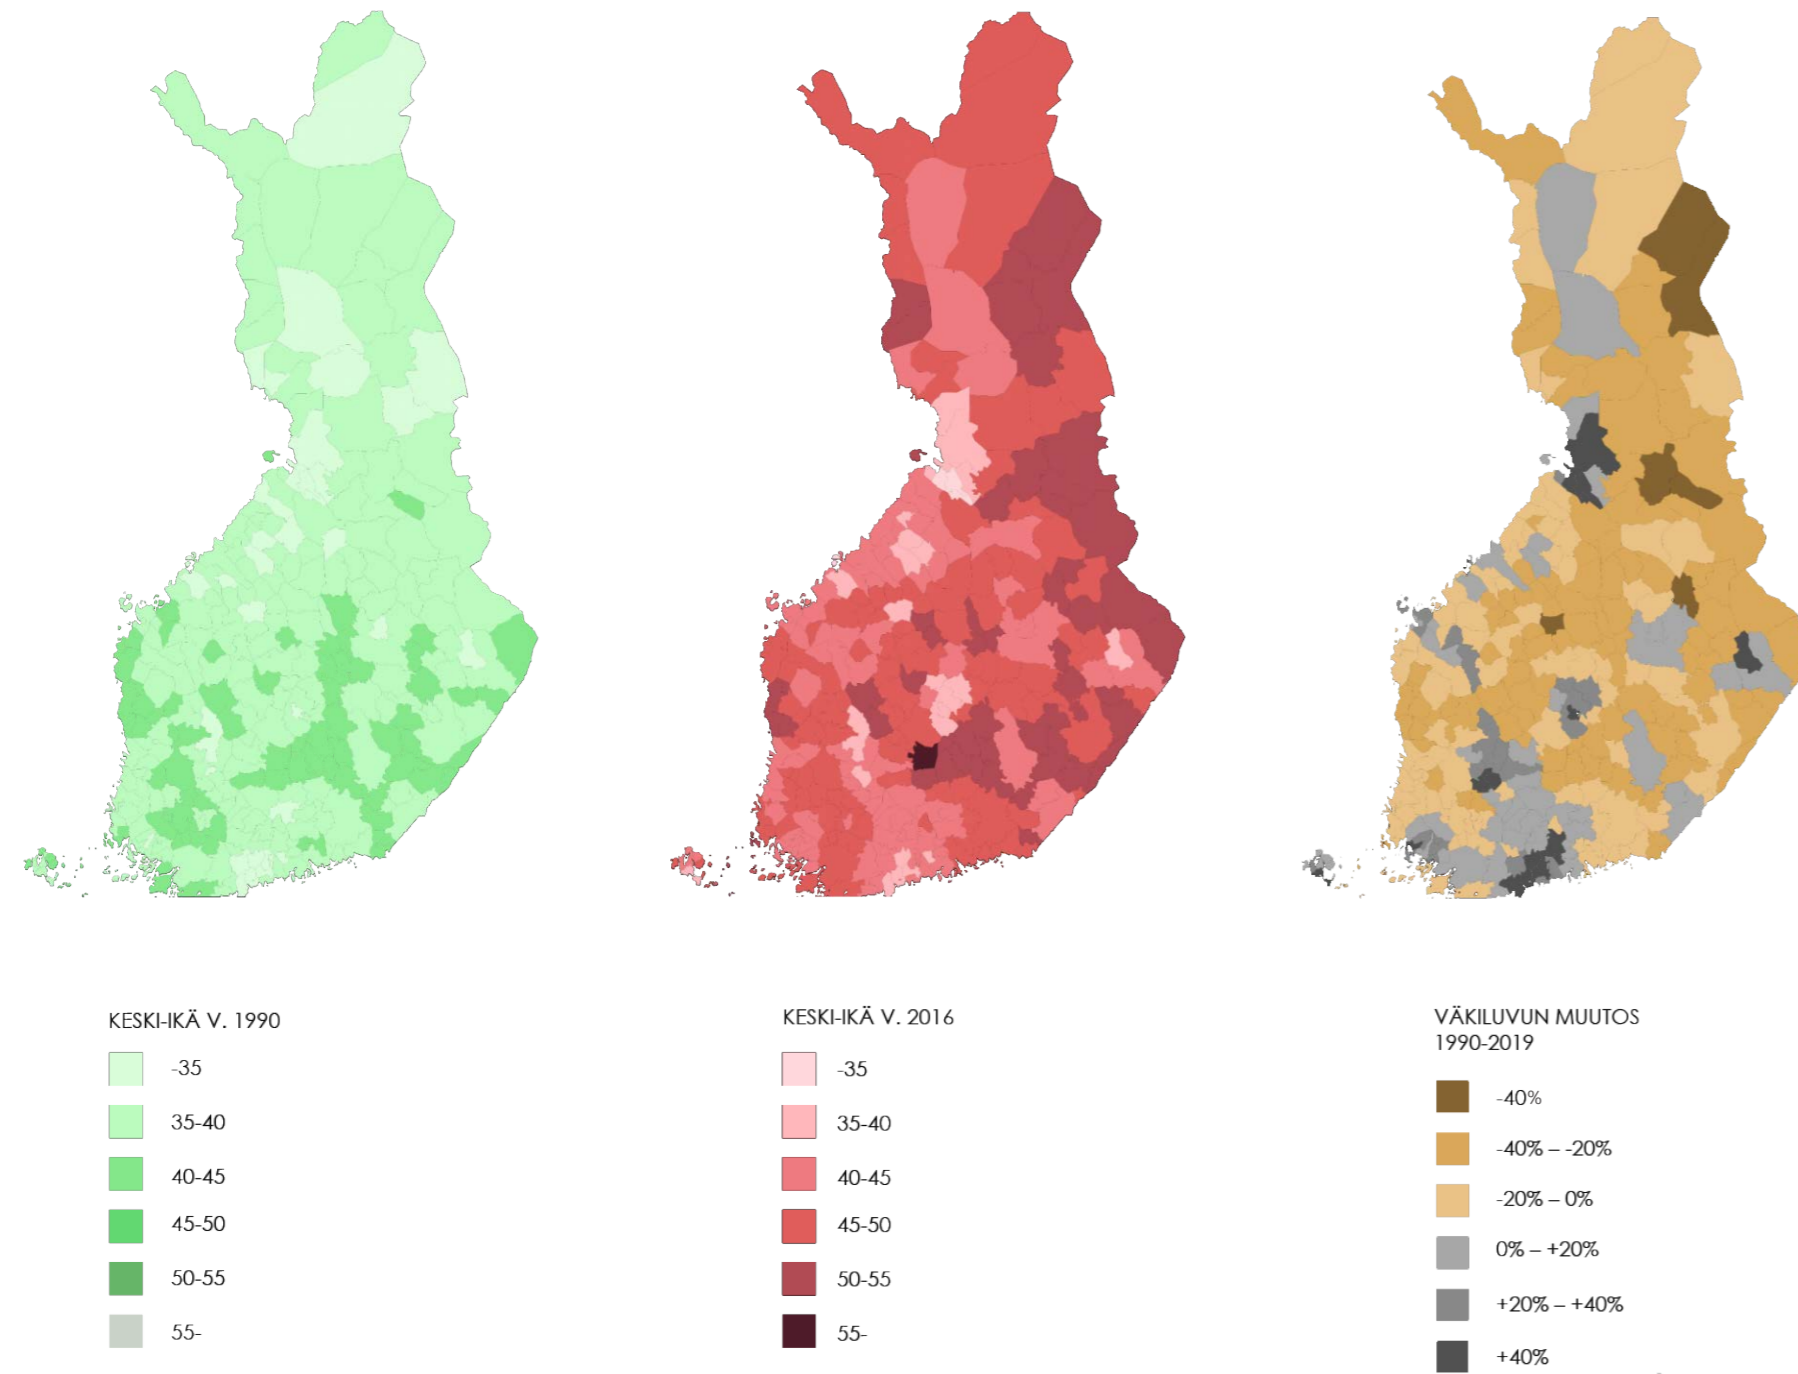 KESKI-IKÄ V. 1990
-35
35-40
40-45
45-50
50-55
55-
KESKI-IKÄ V. 2016
-35
35-40
40-45
45-50
50-55
55-
VÄKILUVUN MUUTOS
1990-2019
-40%
-40% – -20%
-20% – 0%
0% – +20%
+20% – +40%
+40%